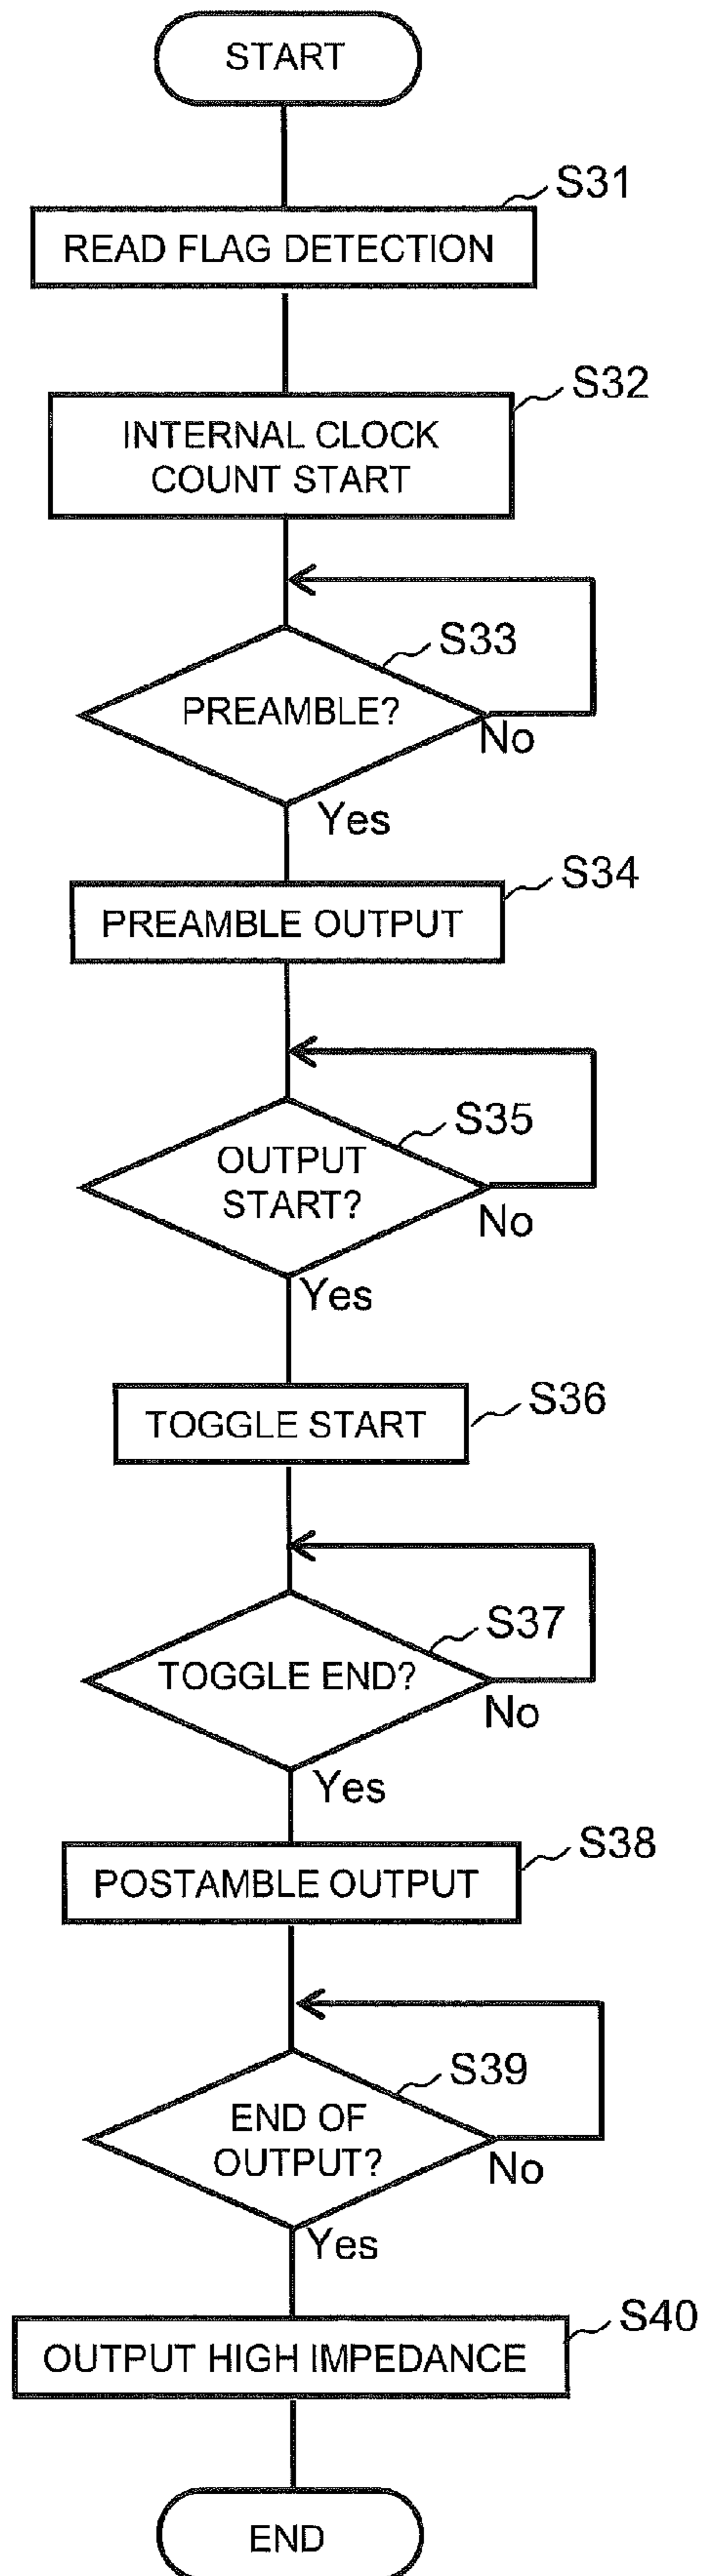 START
S31
READ FLAG DETECTION
S32
INTERNAL CLOCK
COUNT START
S33
PREAMBLE?
No
Yes
S34
PREAMBLE OUTPUT
S35
OUTPUT
START?
No
Yes
S36
TOGGLE START
S37
TOGGLE END?
No
Yes
S38
POSTAMBLE OUTPUT
S39
END OF
OUTPUT?
No
Yes
S40
OUTPUT HIGH IMPEDANCE
END